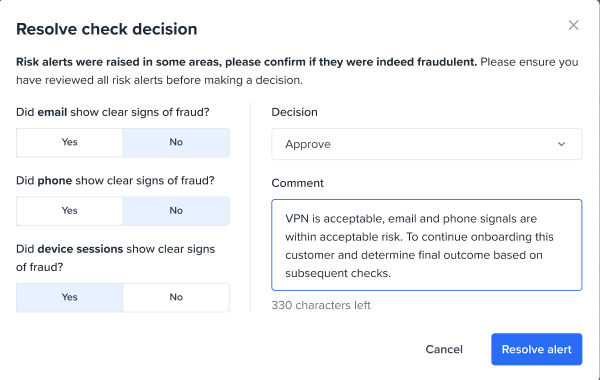 Resolve check decision
Risk alerts were raised in some areas, please confirm if they were indeed fraudulent. Please ensure you
have reviewed all risk alerts before making a decision.
Did email show clear signs of fraud?
Yes No
Did phone show clear signs of fraud?
Yes No
Did device sessions show clear signs
of fraud?
Yes No
Decision
Approve
Comment
VPN is acceptable, email and phone signals are
within acceptable risk. To continue onboarding this
customer and determine final outcome based on
subsequent checks.
330 characters left
Cancel Resolve alert